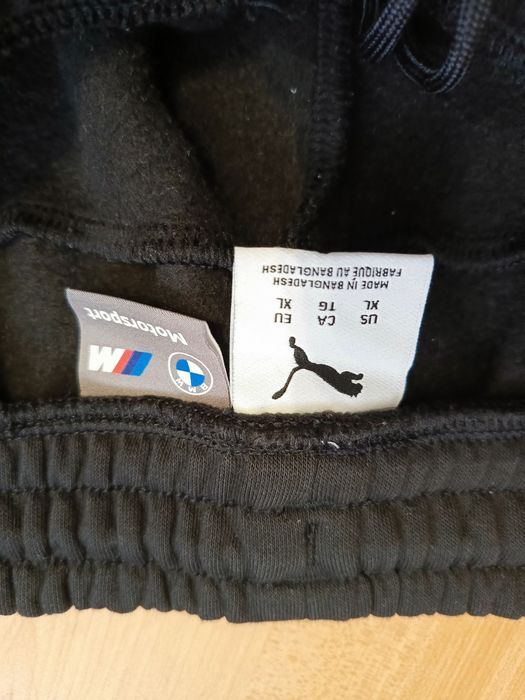 BMW
M
Motorsport
US CA EU
XL TG XL
MADE IN BANGLADESH
FABRIQUÉ AU BANGLADESH